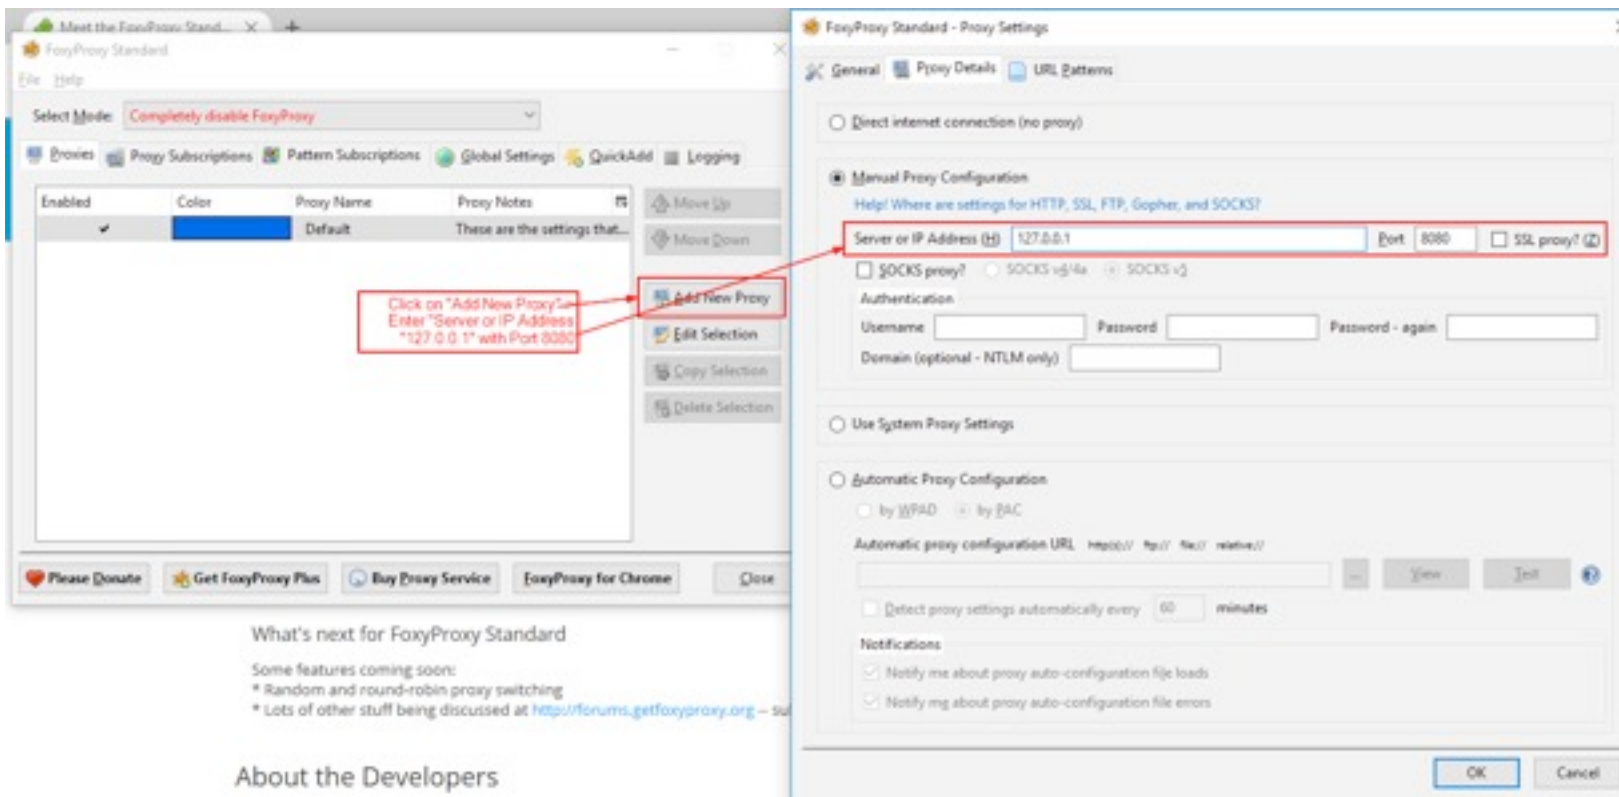 Meet the FoxyProxy Stand...
FoxyProxy Standard
File Help
Select Mode: Completely disable FoxyProxy
Proxies Proxy Subscriptions Pattern Subscriptions Global Settings QuickAdd Logging
Enabled Color Proxy Name Proxy Notes
Default These are the settings that...
Move Up
Move Down
Add New Proxy
Edit Selection
Copy Selection
Delete Selection
Click on "Add New Proxy"
Enter "Server or IP Address
"127.0.0.1" with Port 8080
Please Donate Get FoxyProxy Plus Buy Proxy Service FoxyProxy for Chrome Close
What's next for FoxyProxy Standard
Some features coming soon:
* Random and round-robin proxy switching
* Lots of other stuff being discussed at http://forums.getfoxyproxy.org -- su
About the Developers
FoxyProxy Standard - Proxy Settings
General Proxy Details URL Patterns
Direct internet connection (no proxy)
Manual Proxy Configuration
Help! Where are settings for HTTP, SSL, FTP, Gopher, and SOCKS?
Server or IP Address (H) 127.0.0.1 Port 8080 SSL proxy? (Z)
SOCKS proxy? SOCKS v4/4a SOCKS v5
Authentication
Username Password Password - again
Domain (optional - NTLM only)
Use System Proxy Settings
Automatic Proxy Configuration
by WPAD by PAC
Automatic proxy configuration URL http(s):// ftp:// file:// relative://
... View Test
Detect proxy settings automatically every 60 minutes
Notifications
Notify me about proxy auto-configuration file loads
Notify me about proxy auto-configuration file errors
OK Cancel